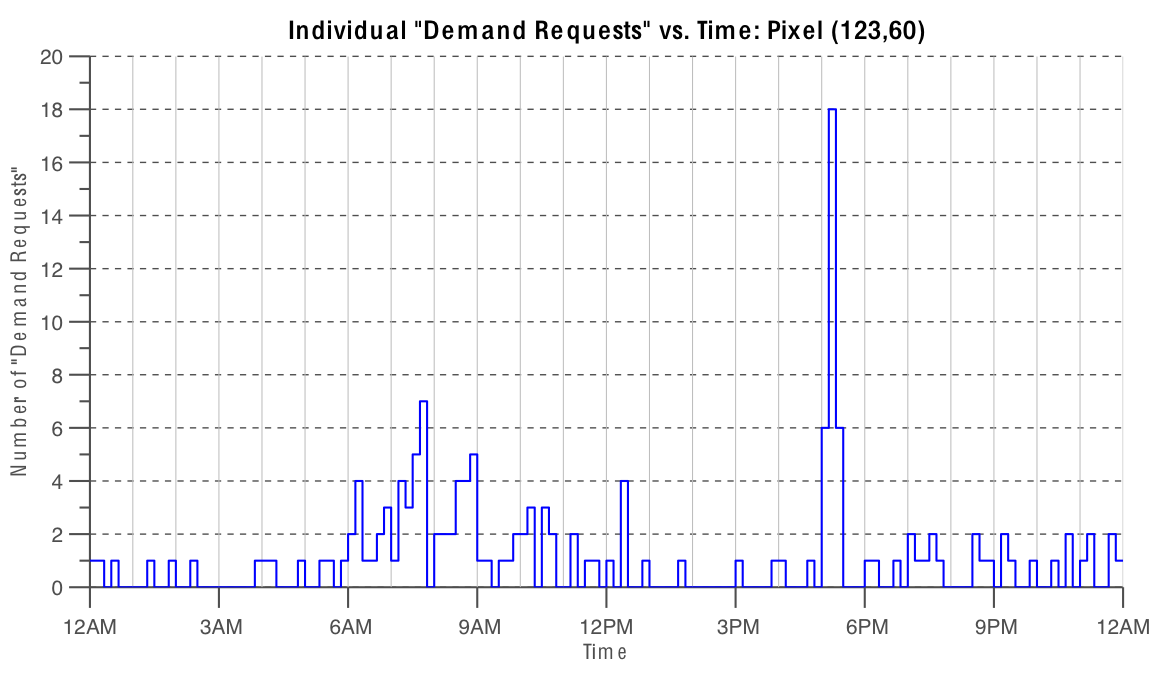 Individual "Demand Requests" vs. Time: Pixel (123,60)
20
18
16
14
12
10
8
6
4
2
0
Number of "Demand Requests"
12AM 3AM 6AM 9AM 12PM 3PM 6PM 9PM 12AM
Time